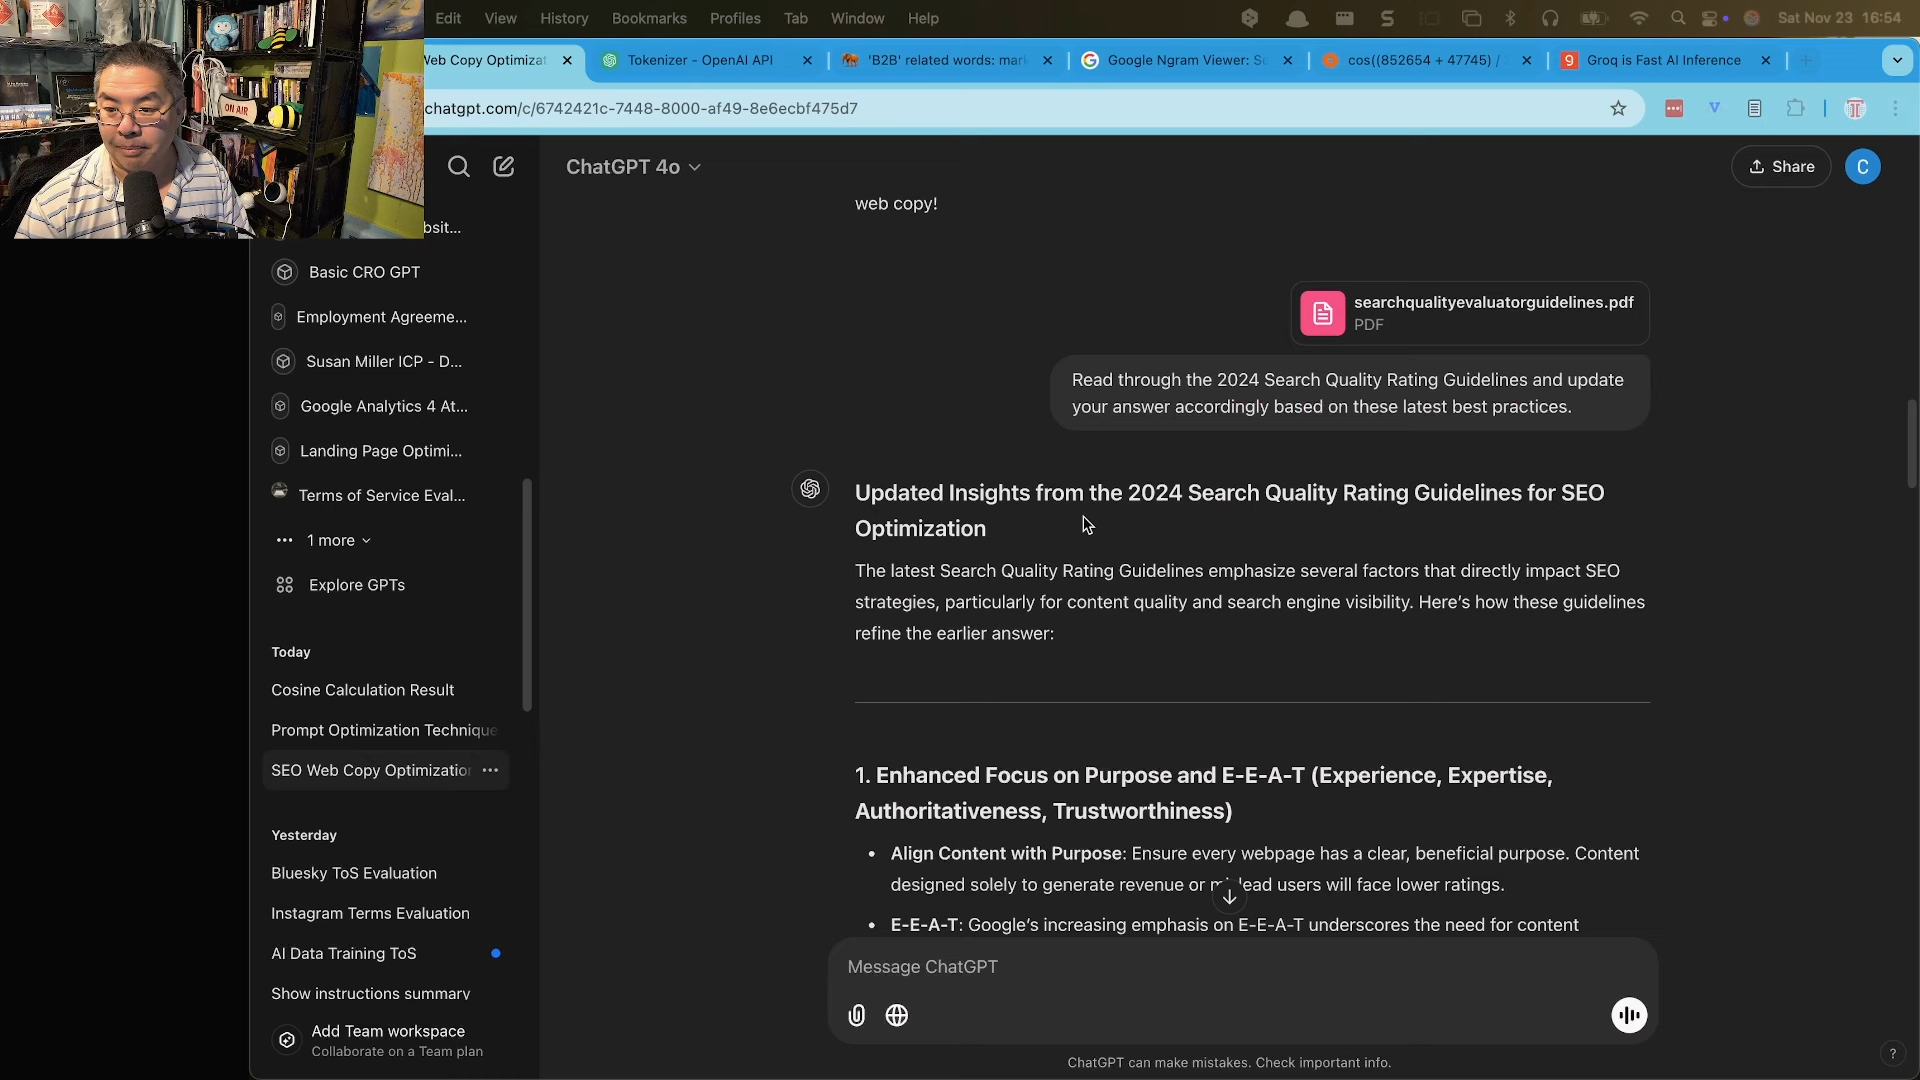 Edit View History Bookmarks Profiles Tab Window Help Sat Nov 23 16:54
Web Copy Optimizat Tokenizer - OpenAI API 'B2B' related words: mark Google Ngram Viewer: Se cos((852654 + 47745) / Groq is Fast AI Inference
chatgpt.com/c/6742421c-7448-8000-af49-8e6ecbf475d7
ON AIR
ChatGPT 4o
Share
C
bsit...
Basic CRO GPT
Employment Agreeme...
Susan Miller ICP - D...
Google Analytics 4 At...
Landing Page Optimi...
Terms of Service Eval...
1 more
Explore GPTs
Today
Cosine Calculation Result
Prompt Optimization Technique
SEO Web Copy Optimization
Yesterday
Bluesky ToS Evaluation
Instagram Terms Evaluation
AI Data Training ToS
Show instructions summary
Add Team workspace
Collaborate on a Team plan
web copy!
searchqualityevaluatorguidelines.pdf
PDF
Read through the 2024 Search Quality Rating Guidelines and update
your answer accordingly based on these latest best practices.
Updated Insights from the 2024 Search Quality Rating Guidelines for SEO
Optimization
The latest Search Quality Rating Guidelines emphasize several factors that directly impact SEO
strategies, particularly for content quality and search engine visibility. Here's how these guidelines
refine the earlier answer:
1. Enhanced Focus on Purpose and E-E-A-T (Experience, Expertise,
Authoritativeness, Trustworthiness)
• Align Content with Purpose: Ensure every webpage has a clear, beneficial purpose. Content
designed solely to generate revenue or mislead users will face lower ratings.
• E-E-A-T: Google's increasing emphasis on E-E-A-T underscores the need for content
Message ChatGPT
ChatGPT can make mistakes. Check important info.
?